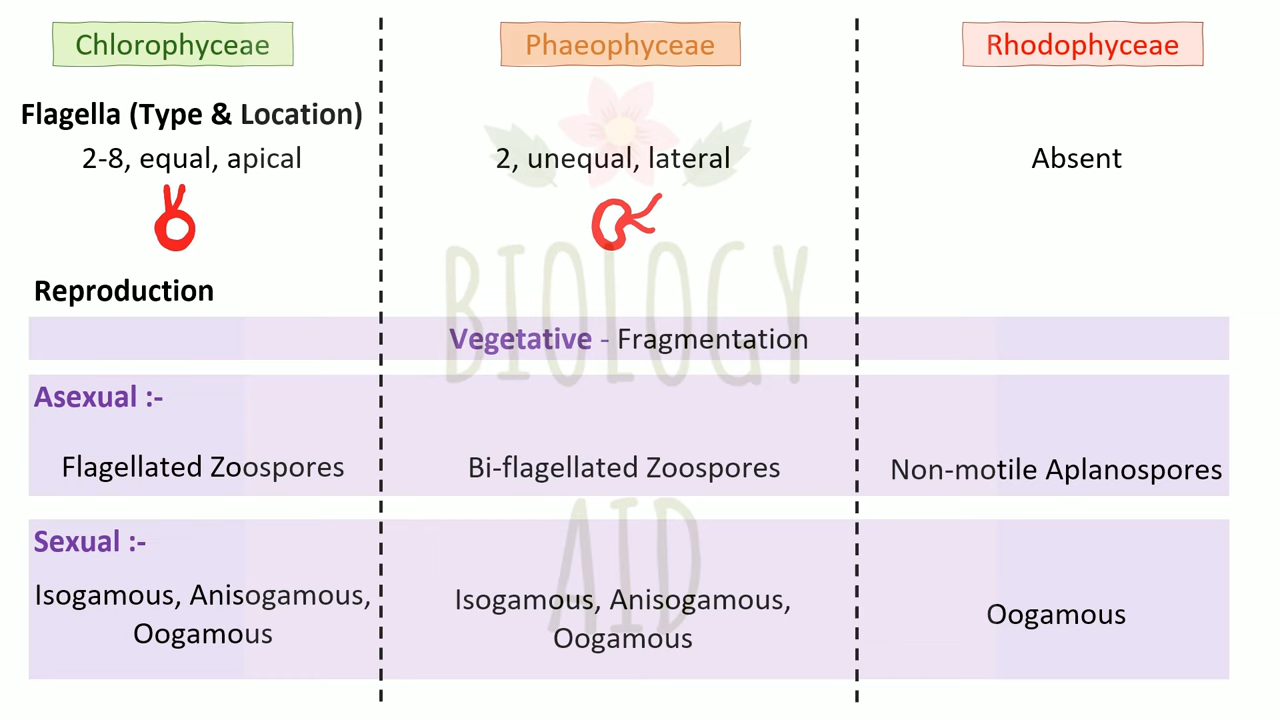 Chlorophyceae
Phaeophyceae
Rhodophyceae
Flagella (Type & Location)
2-8, equal, apical
2, unequal, lateral
Absent
Reproduction
Vegetative - Fragmentation
Asexual :-
Flagellated Zoospores
Bi-flagellated Zoospores
Non-motile Aplanospores
Sexual :-
Isogamous, Anisogamous,
Oogamous
Isogamous, Anisogamous,
Oogamous
Oogamous
BIOLOGY
AID